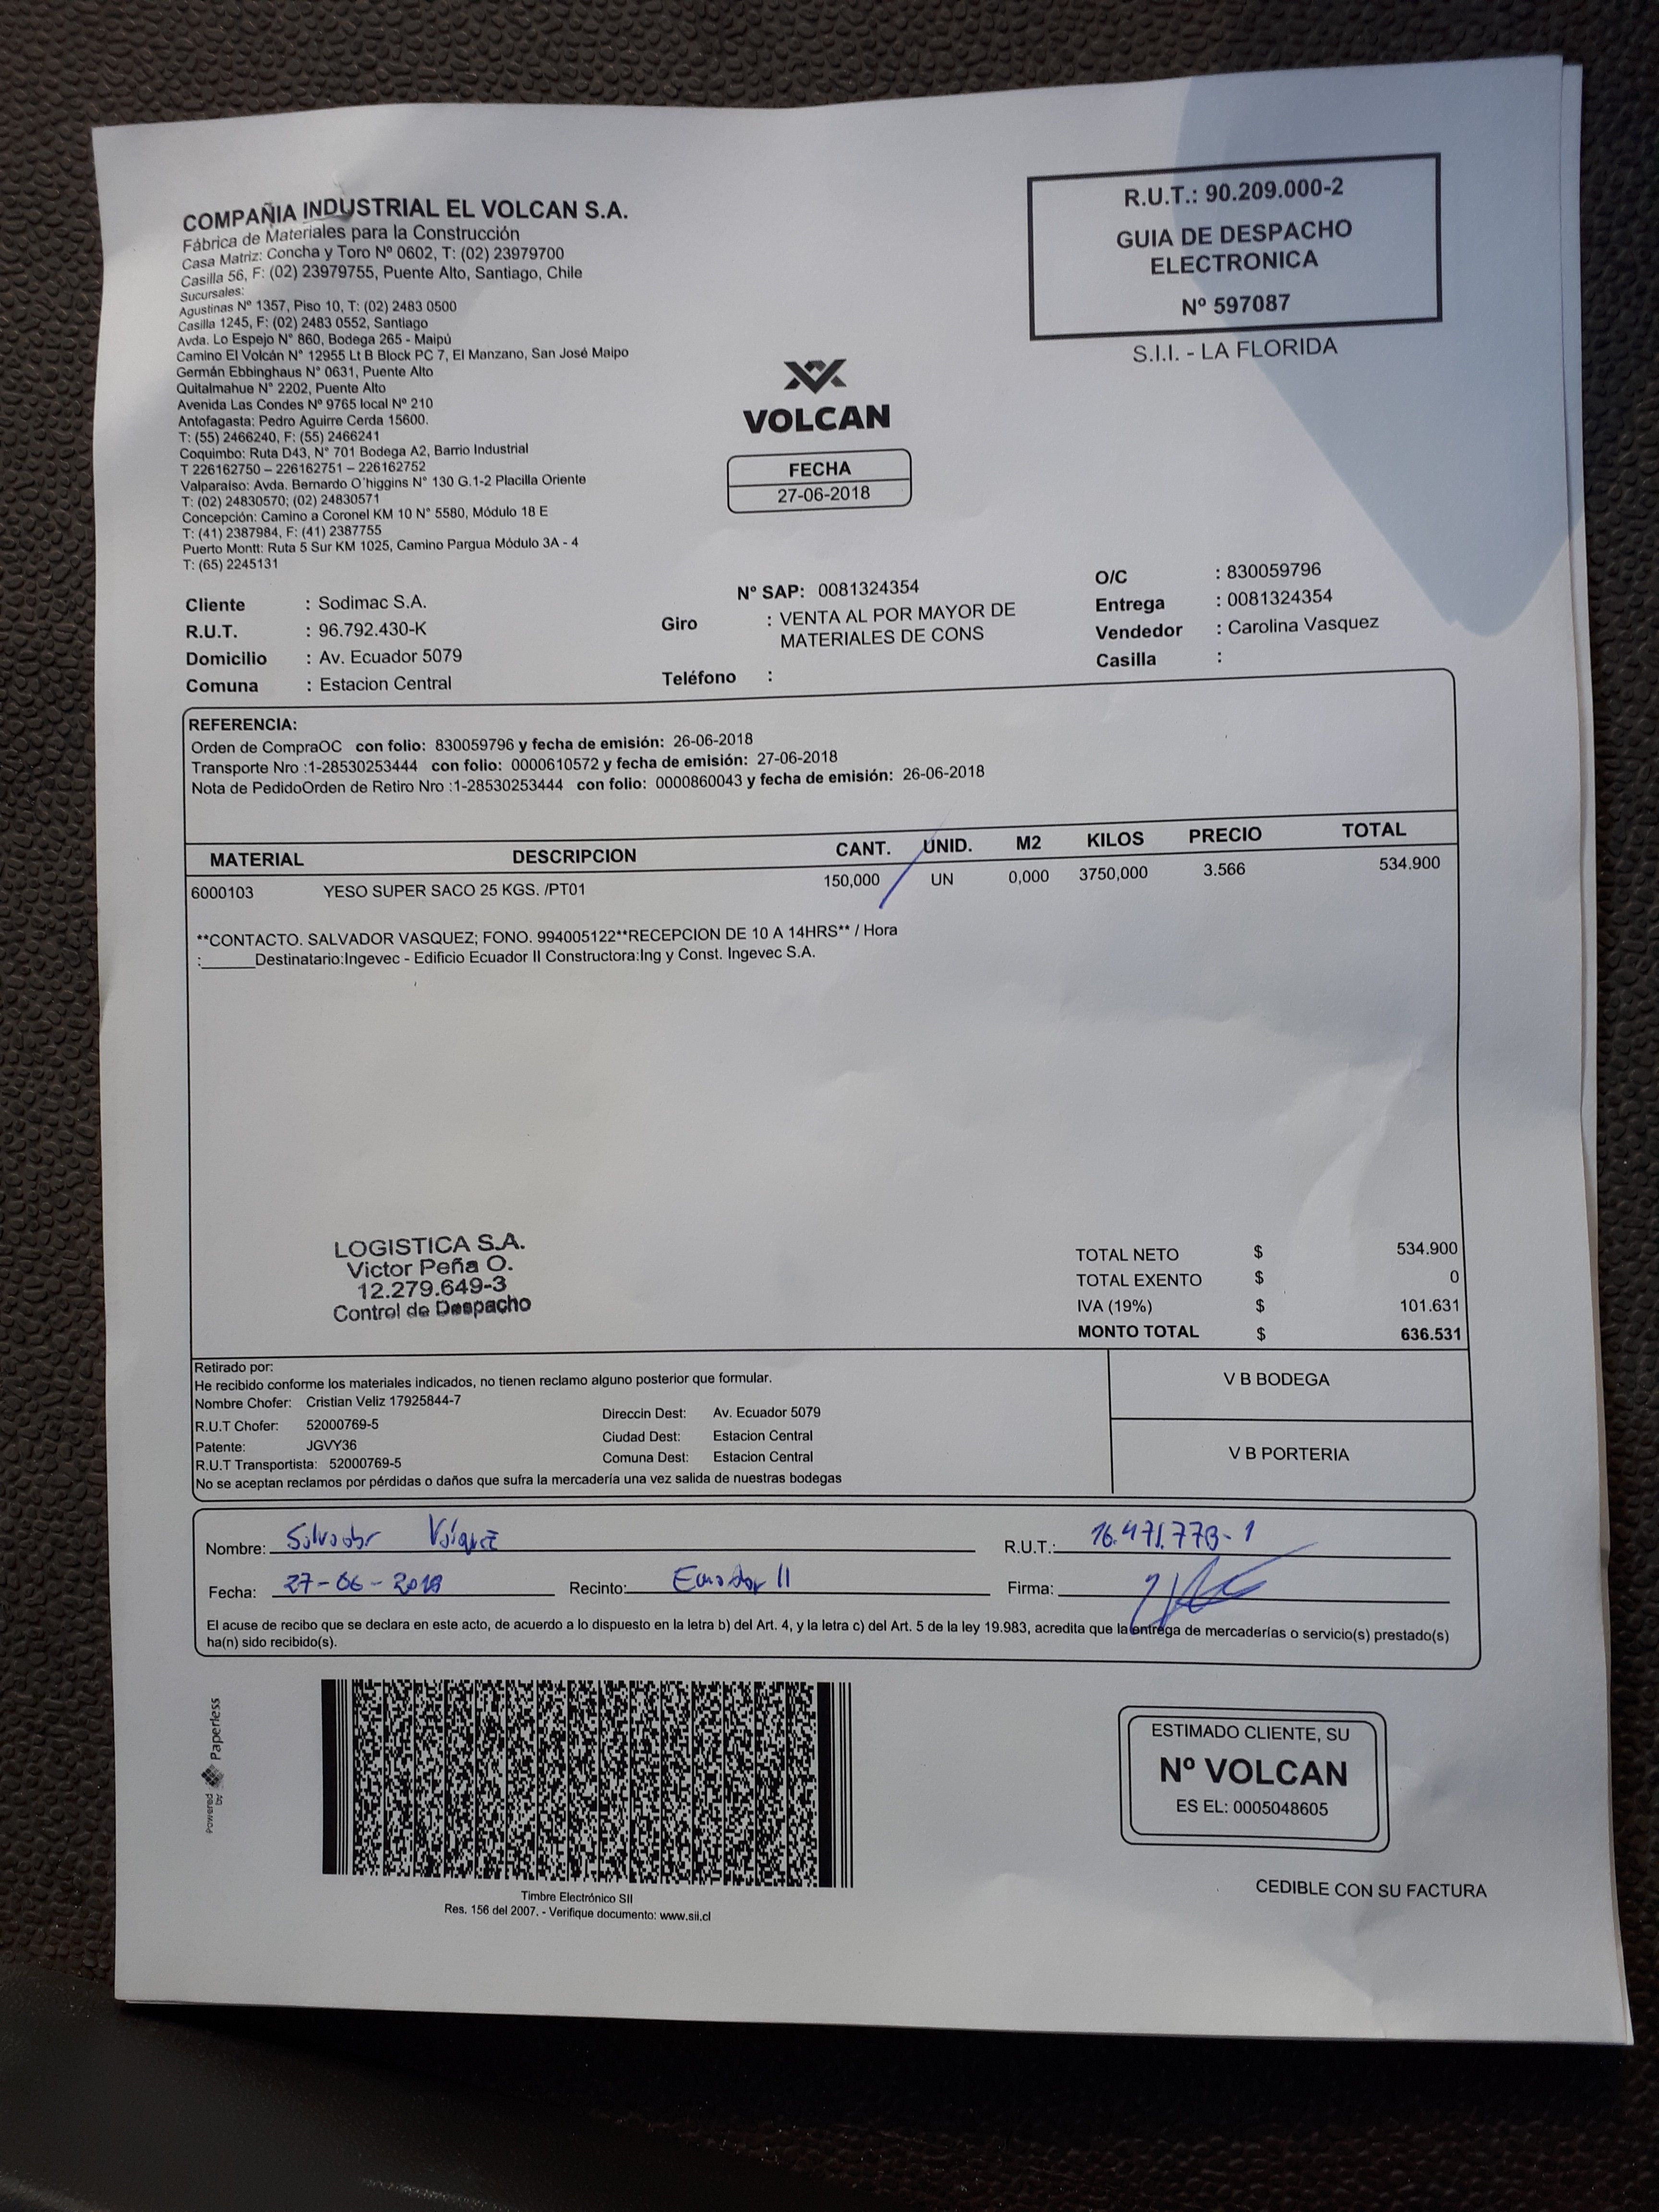 COMPAÑIA INDUSTRIAL EL VOLCAN S.A.
Fábrica de Materiales para la Construcción
Casa Matriz: Concha y Toro Nº 0602, T: (02) 23979700
Casilla 56, F: (02) 23979755, Puente Alto, Santiago, Chile
Sucursales:
Agustinas Nº 1357, Piso 10, T: (02) 2483 0500
Casilla 1245, F: (02) 2483 0552, Santiago
Avda. Lo Espejo N° 860, Bodega 265 - Maipú
Camino El Volcán N° 12955 Lt B Block PC 7, El Manzano, San José Maipo
Germán Ebbinghaus N° 0631, Puente Alto
Quitalmahue N° 2202, Puente Alto
Avenida Las Condes Nº 9765 local Nº 210
Antofagasta: Pedro Aguirre Cerda 15600.
T: (55) 2466240, F: (55) 2466241
Coquimbo: Ruta D43, N° 701 Bodega A2, Barrio Industrial
T 226162750 – 226162751 – 226162752
Valparaíso: Avda. Bernardo O´higgins N° 130 G.1-2 Placilla Oriente
T: (02) 24830570; (02) 24830571
Concepción: Camino a Coronel KM 10 N° 5580, Módulo 18 E
T: (41) 2387984, F: (41) 2387755
Puerto Montt: Ruta 5 Sur KM 1025, Camino Pargua Módulo 3A - 4
T: (65) 2245131
R.U.T.: 90.209.000-2
GUIA DE DESPACHO
ELECTRONICA
Nº 597087
S.I.I. - LA FLORIDA
VOLCAN
FECHA
27-06-2018
Cliente : Sodimac S.A.
R.U.T. : 96.792.430-K
Domicilio : Av. Ecuador 5079
Comuna : Estacion Central
Nº SAP: 0081324354
Giro : VENTA AL POR MAYOR DE
MATERIALES DE CONS
Teléfono :
O/C : 830059796
Entrega : 0081324354
Vendedor : Carolina Vasquez
Casilla :
REFERENCIA:
Orden de CompraOC con folio: 830059796 y fecha de emisión: 26-06-2018
Transporte Nro :1-28530253444 con folio: 0000610572 y fecha de emisión: 27-06-2018
Nota de PedidoOrden de Retiro Nro :1-28530253444 con folio: 0000860043 y fecha de emisión: 26-06-2018
MATERIAL DESCRIPCION CANT. UNID. M2 KILOS PRECIO TOTAL
6000103 YESO SUPER SACO 25 KGS. /PT01 150,000 UN 0,000 3750,000 3.566 534.900
**CONTACTO. SALVADOR VASQUEZ; FONO. 994005122**RECEPCION DE 10 A 14HRS** / Hora
:______Destinatario:Ingevec - Edificio Ecuador II Constructora:Ing y Const. Ingevec S.A.
LOGISTICA S.A.
Victor Peña O.
12.279.649-3
Control de Despacho
TOTAL NETO $ 534.900
TOTAL EXENTO $ 0
IVA (19%) $ 101.631
MONTO TOTAL $ 636.531
Retirado por:
He recibido conforme los materiales indicados, no tienen reclamo alguno posterior que formular.
Nombre Chofer: Cristian Veliz 17925844-7
R.U.T Chofer: 52000769-5
Patente: JGVY36
R.U.T Transportista: 52000769-5
Direccin Dest: Av. Ecuador 5079
Ciudad Dest: Estacion Central
Comuna Dest: Estacion Central
No se aceptan reclamos por pérdidas o daños que sufra la mercadería una vez salida de nuestras bodegas
V B BODEGA
V B PORTERIA
Nombre: Salvador Vásquez R.U.T.: 16.471.773-1
Fecha: 27-06-2018 Recinto: Ecuador II Firma:
El acuse de recibo que se declara en este acto, de acuerdo a lo dispuesto en la letra b) del Art. 4, y la letra c) del Art. 5 de la ley 19.983, acredita que la entrega de mercaderías o servicio(s) prestado(s)
ha(n) sido recibido(s).
Powered by Paperless
Timbre Electrónico SII
Res. 156 del 2007. - Verifique documento: www.sii.cl
ESTIMADO CLIENTE, SU
Nº VOLCAN
ES EL: 0005048605
CEDIBLE CON SU FACTURA